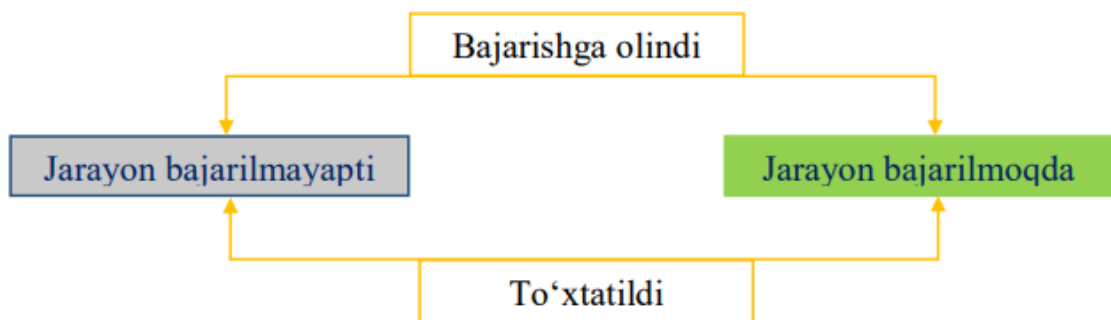 Bajarishga olindi
Jarayon bajarilmayapti
Jarayon bajarilmoqda
To‘xtatildi